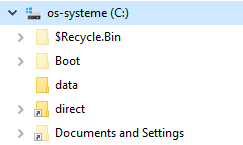 os-systeme (C:)
$Recycle.Bin
Boot
data
direct
Documents and Settings